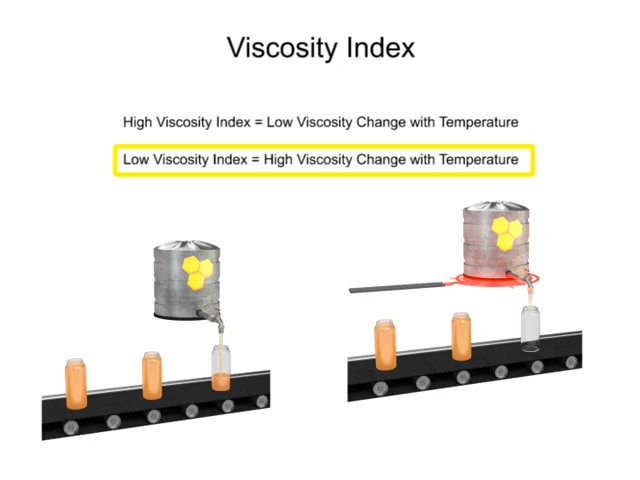 Viscosity Index
High Viscosity Index = Low Viscosity Change with Temperature
Low Viscosity Index = High Viscosity Change with Temperature